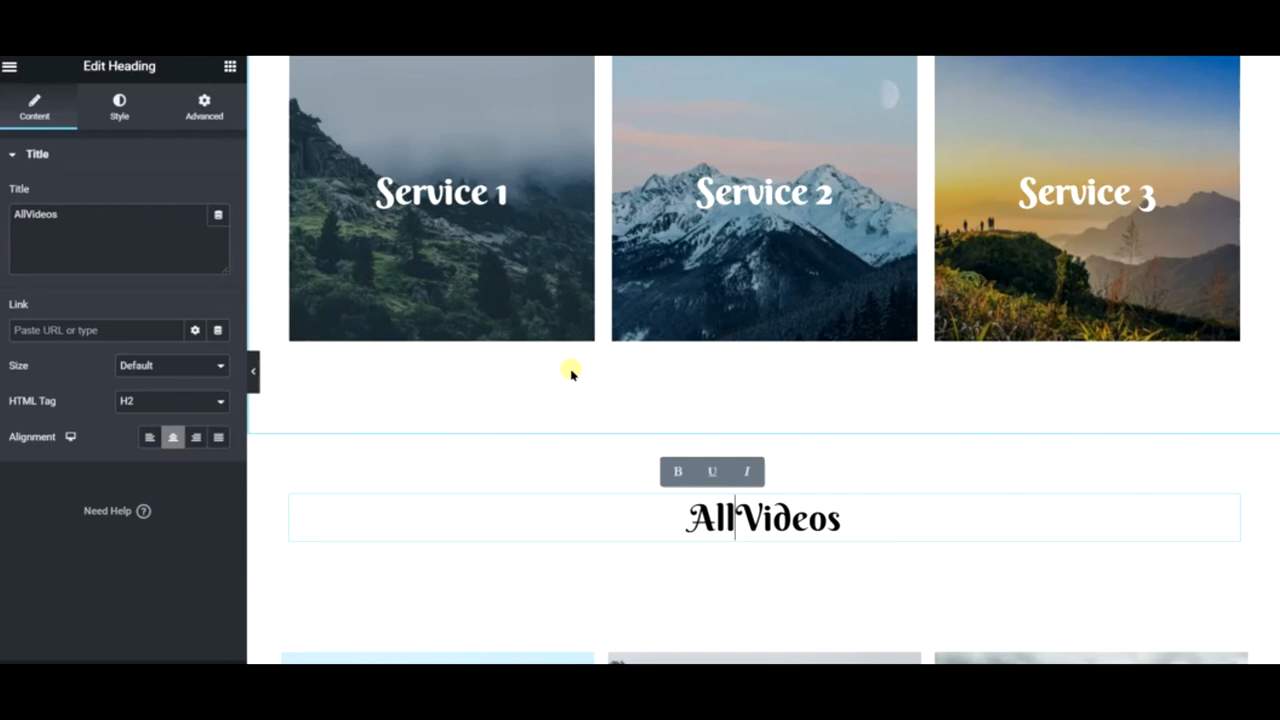 Edit Heading
Content
Style
Advanced
Title
Title
AllVideos
Link
Paste URL or type
Size
Default
HTML Tag
H2
Alignment
Need Help ?
Service 1
Service 2
Service 3
B U I
AllVideos